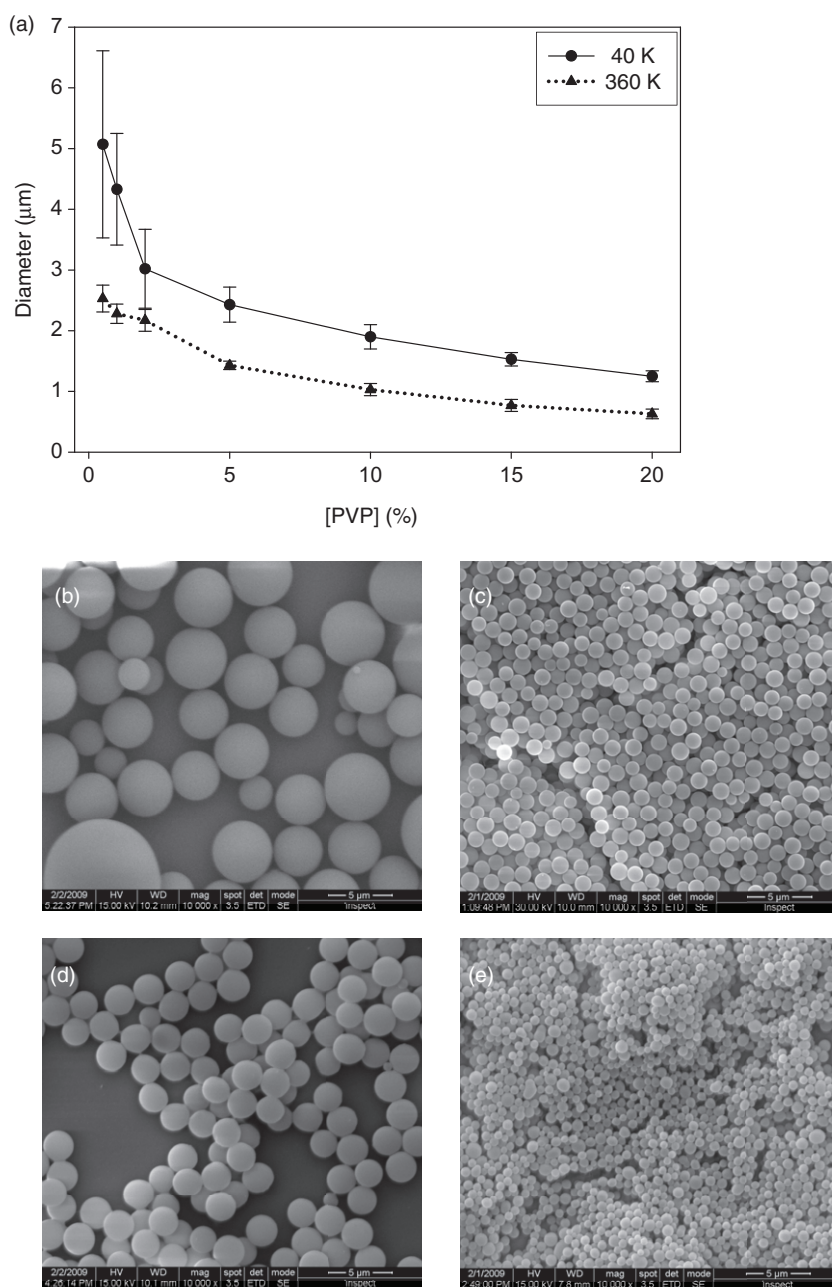 (a)
7
6
5
4
3
2
1
0
Diameter (μm)
40 K
360 K
0 5 10 15 20
[PVP] (%)
(b)
2/2/2009 HV WD mag spot det mode 5 μm
5:22:37 PM 15.00 kV 10.2 mm 10 000 x 3.5 ETD SE Inspect
(c)
2/1/2009 HV WD mag spot det mode 5 μm
1:09:48 PM 30.00 kV 10.0 mm 10 000 x 3.5 ETD SE Inspect
(d)
2/2/2009 HV WD mag spot det mode 5 μm
4:26:14 PM 15.00 kV 10.1 mm 10 000 x 3.5 ETD SE Inspect
(e)
2/1/2009 HV WD mag spot det mode 5 μm
2:49:00 PM 15.00 kV 7.8 mm 10 000 x 3.5 ETD SE Inspect